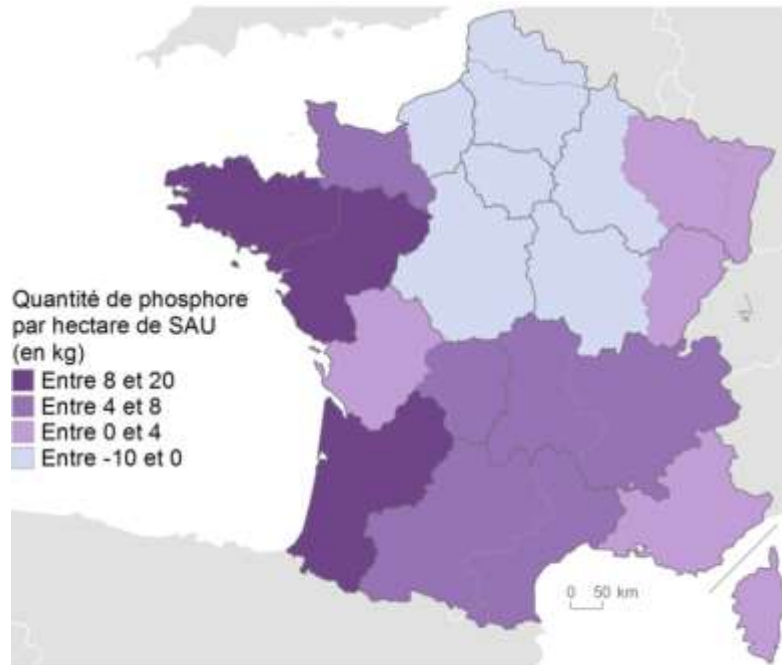 Quantité de phosphore
par hectare de SAU
(en kg)
Entre 8 et 20
Entre 4 et 8
Entre 0 et 4
Entre -10 et 0
0 50 km